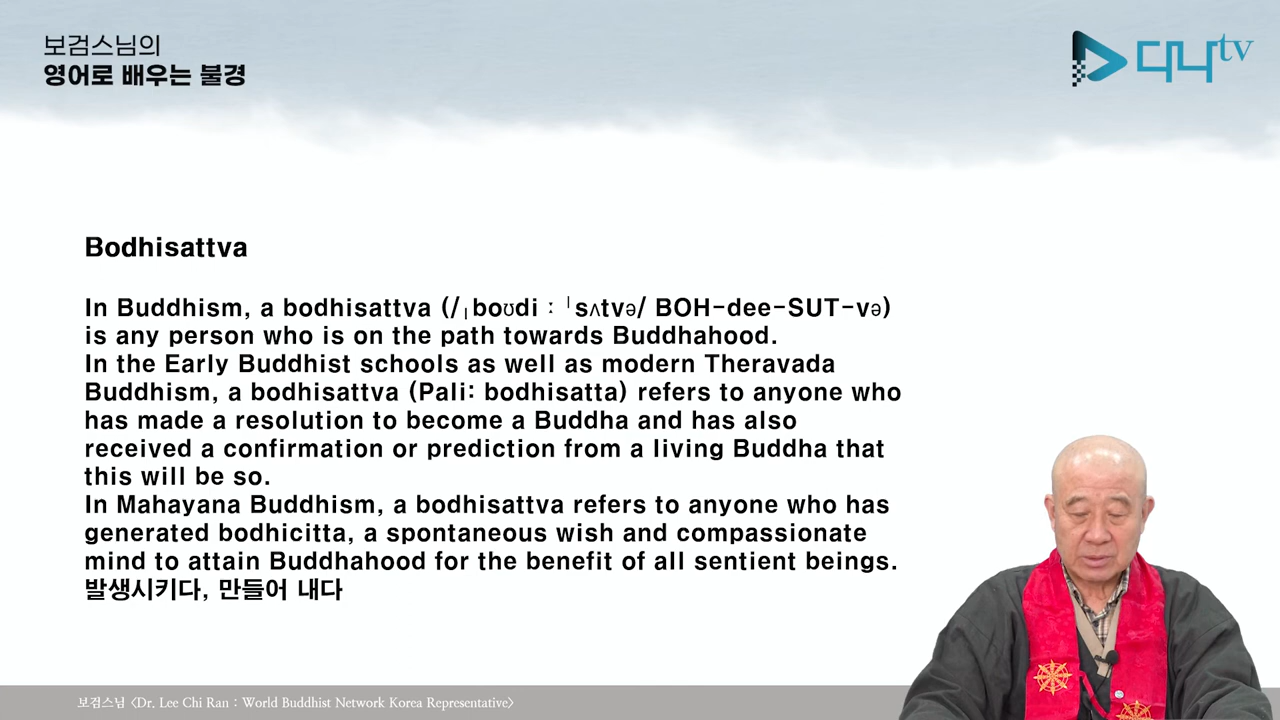 보검스님의
영어로 배우는 불경
디나tv
Bodhisattva
In Buddhism, a bodhisattva (/ˌboʊdiːˈsʌtvə/ BOH-dee-SUT-və)
is any person who is on the path towards Buddhahood.
In the Early Buddhist schools as well as modern Theravada
Buddhism, a bodhisattva (Pali: bodhisatta) refers to anyone who
has made a resolution to become a Buddha and has also
received a confirmation or prediction from a living Buddha that
this will be so.
In Mahayana Buddhism, a bodhisattva refers to anyone who has
generated bodhicitta, a spontaneous wish and compassionate
mind to attain Buddhahood for the benefit of all sentient beings.
발생시키다, 만들어 내다
보검스님 <Dr. Lee Chi Ran : World Buddhist Network Korea Representative>